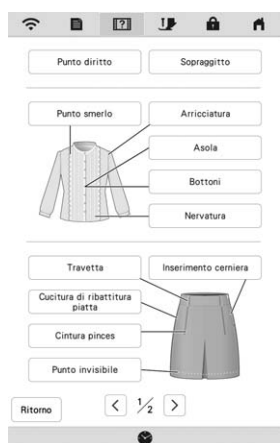 Punto diritto
Sopraggitto
Punto smerlo
Arricciatura
Asola
Bottoni
Nervatura
Travetta
Inserimento cerniera
Cucitura di ribattitura
piatta
Cintura pinces
Punto invisibile
Ritorno
1/2